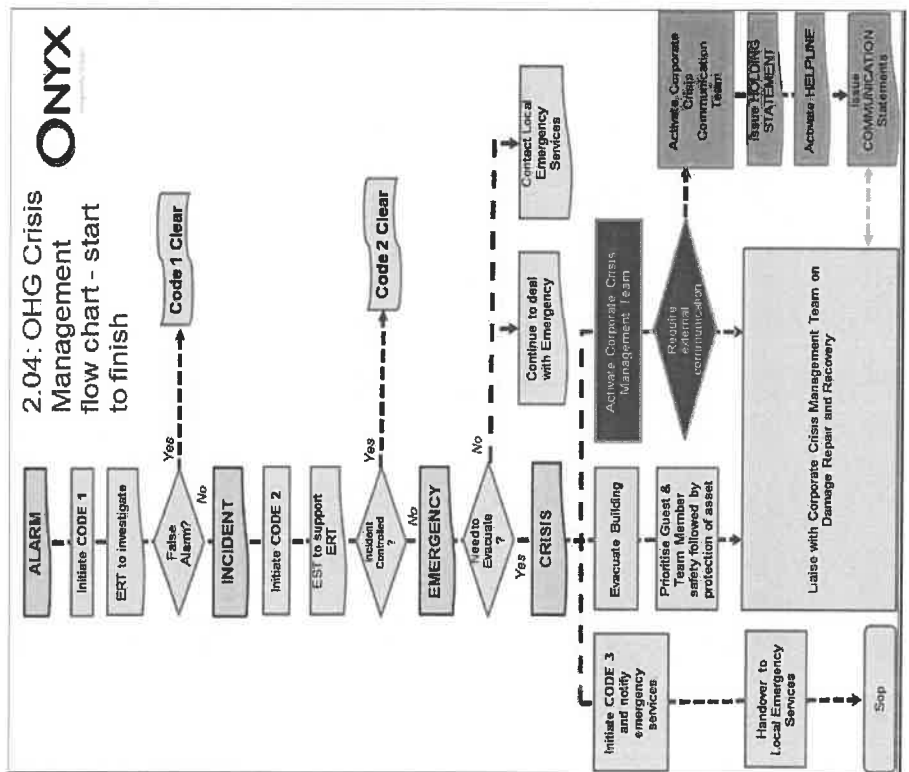 2.04: OHG Crisis
Management
flow chart - start
to finish
ONYX
ALARM
Initiate CODE 1
ERT to investigate
False
Alarm?
Yes
Code 1 Clear
No
INCIDENT
Initiate CODE 2
EST to support
ERT
Incident
Controlled
?
Yes
Code 2 Clear
No
EMERGENCY
Need to
Evacuate
?
No
Continue to deal
with Emergency
Contact Local
Emergency
Services
Yes
CRISIS
Initiate CODE 3
and notify
emergency
services
Handover to
Local Emergency
Services
Sop
Evacuate Building
Prioritise Guest &
Team Member
safety followed by
protection of asset
Activate Corporate Crisis
Management Team
Require
external
communication
Activate Corporate
Crisis
Communication
Team
Issue HOLDING
STATEMENT
Activate HELPLINE
Issue
COMMUNICATION
Statements
Liaise with Corporate Crisis Management Team on
Damage Repair and Recovery